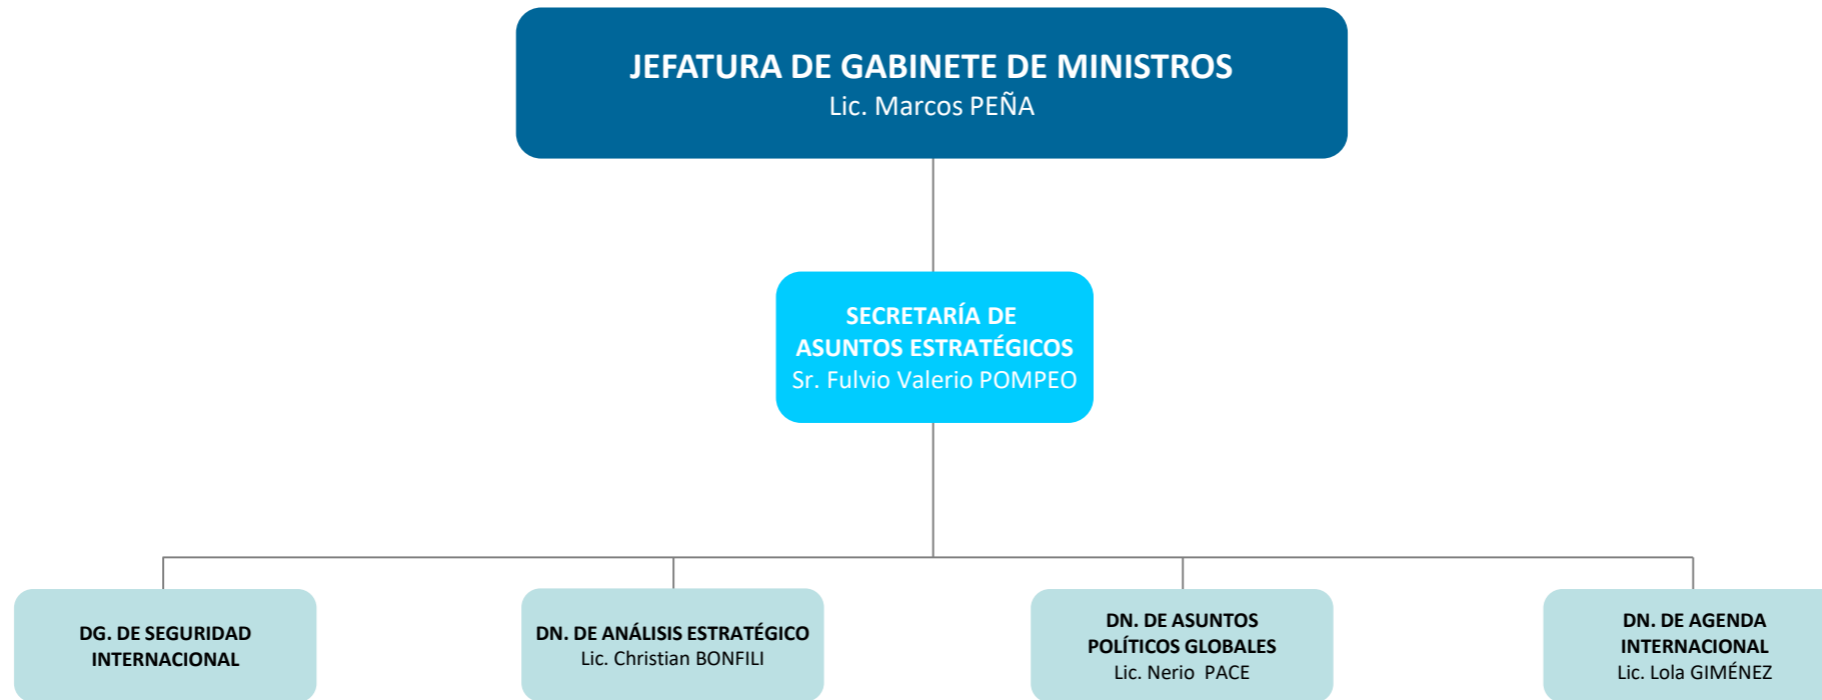 JEFATURA DE GABINETE DE MINISTROS
Lic. Marcos PEÑA
SECRETARÍA DE
ASUNTOS ESTRATÉGICOS
Sr. Fulvio Valerio POMPEO
DG. DE SEGURIDAD
INTERNACIONAL
DN. DE ANÁLISIS ESTRATÉGICO
Lic. Christian BONFILI
DN. DE ASUNTOS
POLÍTICOS GLOBALES
Lic. Nerio  PACE
DN. DE AGENDA
INTERNACIONAL
Lic. Lola GIMÉNEZ